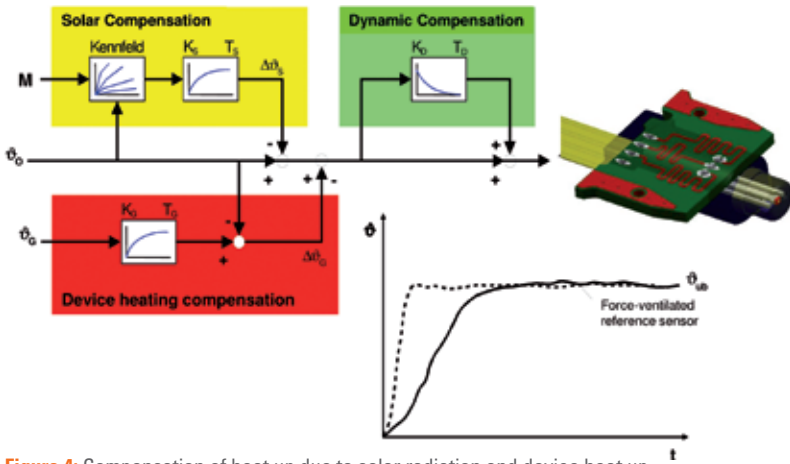 Solar Compensation
Kennfeld
K_S T_S
Δϑ_S
M
ϑ_O
Dynamic Compensation
K_D T_D
K_G T_G
ϑ_G
Δϑ_G
Device heating compensation
- + + - + + - +
ϑ
ϑ_ub
Force-ventilated
reference sensor
t
Figure 4: Compensation of heat up due to solar radiation and device heat up